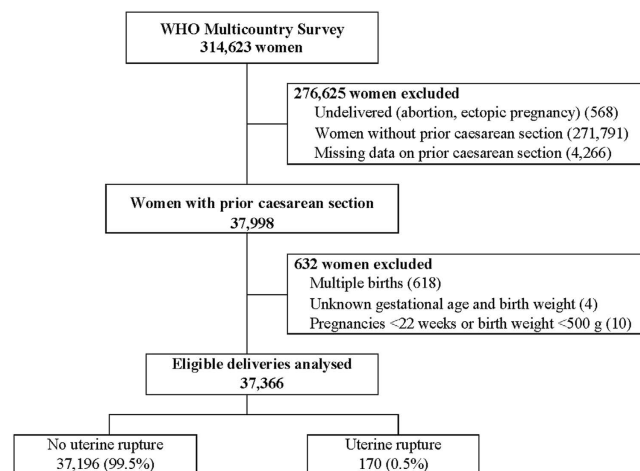 WHO Multicountry Survey
314,623 women
276,625 women excluded
Undelivered (abortion, ectopic pregnancy) (568)
Women without prior caesarean section (271,791)
Missing data on prior caesarean section (4,266)
Women with prior caesarean section
37,998
632 women excluded
Multiple births (618)
Unknown gestational age and birth weight (4)
Pregnancies <22 weeks or birth weight <500 g (10)
Eligible deliveries analysed
37,366
No uterine rupture
37,196 (99.5%)
Uterine rupture
170 (0.5%)